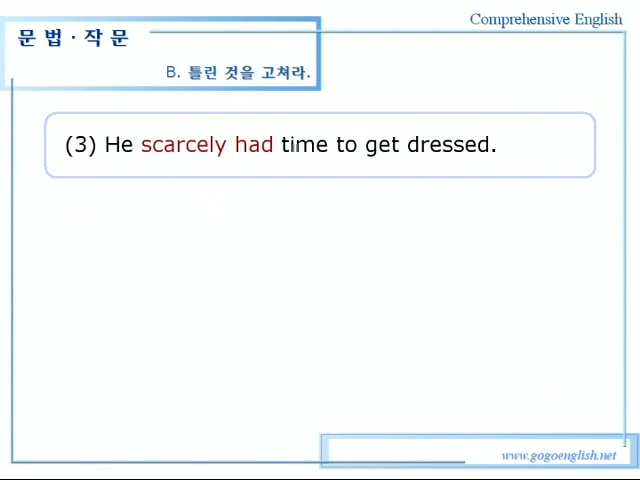 문 법 · 작 문
Comprehensive English
B. 틀린 것을 고쳐라.
(3) He scarcely had time to get dressed.
www.gogoenglish.net